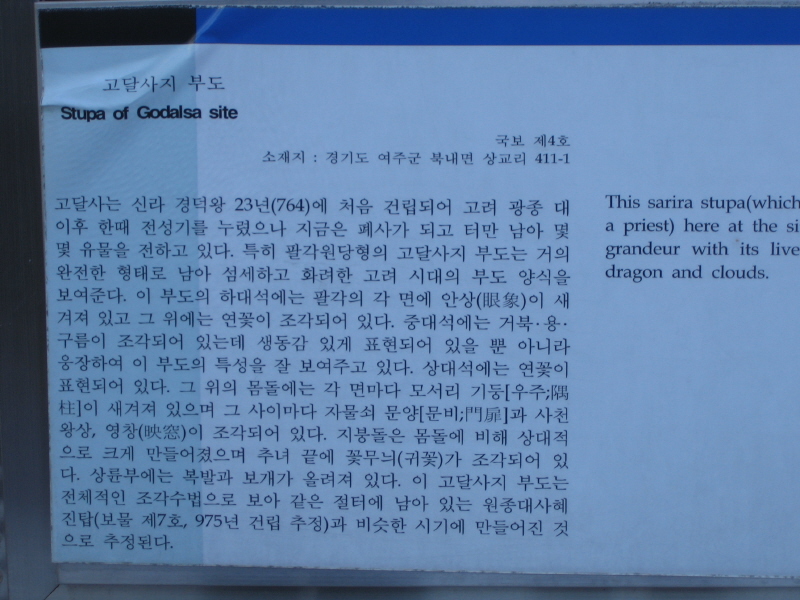 고달사지 부도
Stupa of Godalsa site
국보 제4호
소재지 : 경기도 여주군 북내면 상교리 411-1
고달사는 신라 경덕왕 23년(764)에 처음 건립되어 고려 광종 대
이후 한때 전성기를 누렸으나 지금은 폐사가 되고 터만 남아 몇
몇 유물을 전하고 있다. 특히 팔각원당형의 고달사지 부도는 거의
완전한 형태로 남아 섬세하고 화려한 고려 시대의 부도 양식을
보여준다. 이 부도의 하대석에는 팔각의 각 면에 안상(眼象)이 새
겨져 있고 그 위에는 연꽃이 조각되어 있다. 중대석에는 거북·용·
구름이 조각되어 있는데 생동감 있게 표현되어 있을 뿐 아니라
웅장하여 이 부도의 특성을 잘 보여주고 있다. 상대석에는 연꽃이
표현되어 있다. 그 위의 몸돌에는 각 면마다 모서리 기둥[우주;隅
柱]이 새겨져 있으며 그 사이마다 자물쇠 문양[문비;門扉]과 사천
왕상, 영창(映窓)이 조각되어 있다. 지붕돌은 몸돌에 비해 상대적
으로 크게 만들어졌으며 추녀 끝에 꽃무늬(귀꽃)가 조각되어 있
다. 상륜부에는 복발과 보개가 올려져 있다. 이 고달사지 부도는
전체적인 조각수법으로 보아 같은 절터에 남아 있는 원종대사혜
진탑(보물 제7호, 975년 건립 추정)과 비슷한 시기에 만들어진 것
으로 추정된다.
This sarira stupa(which
a priest) here at the si
grandeur with its live
dragon and clouds.